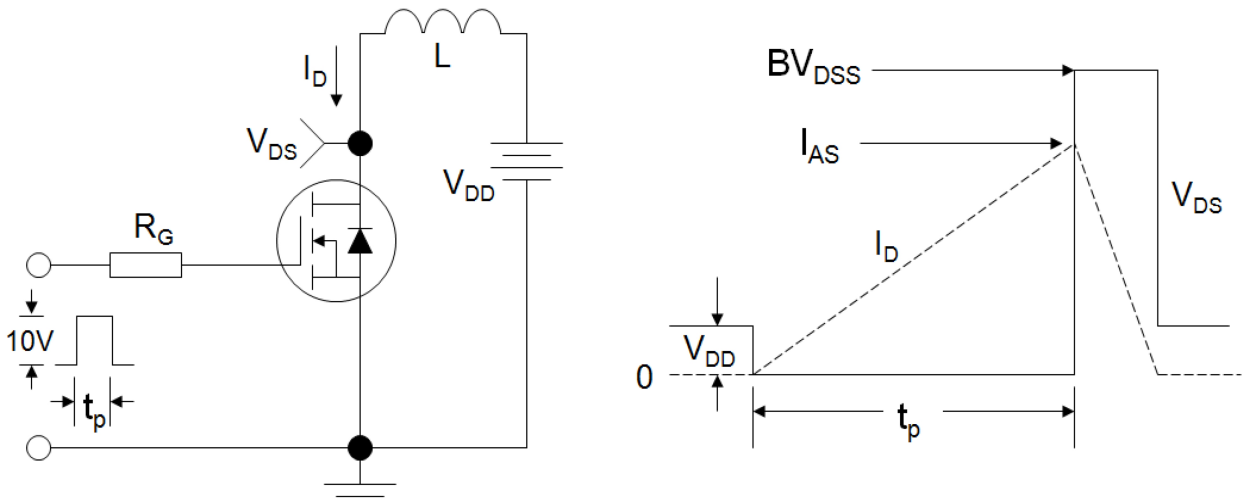 L
I_D
V_DS
V_DD
R_G
10V
t_p
BV_DSS
I_AS
V_DS
I_D
V_DD
0
t_p